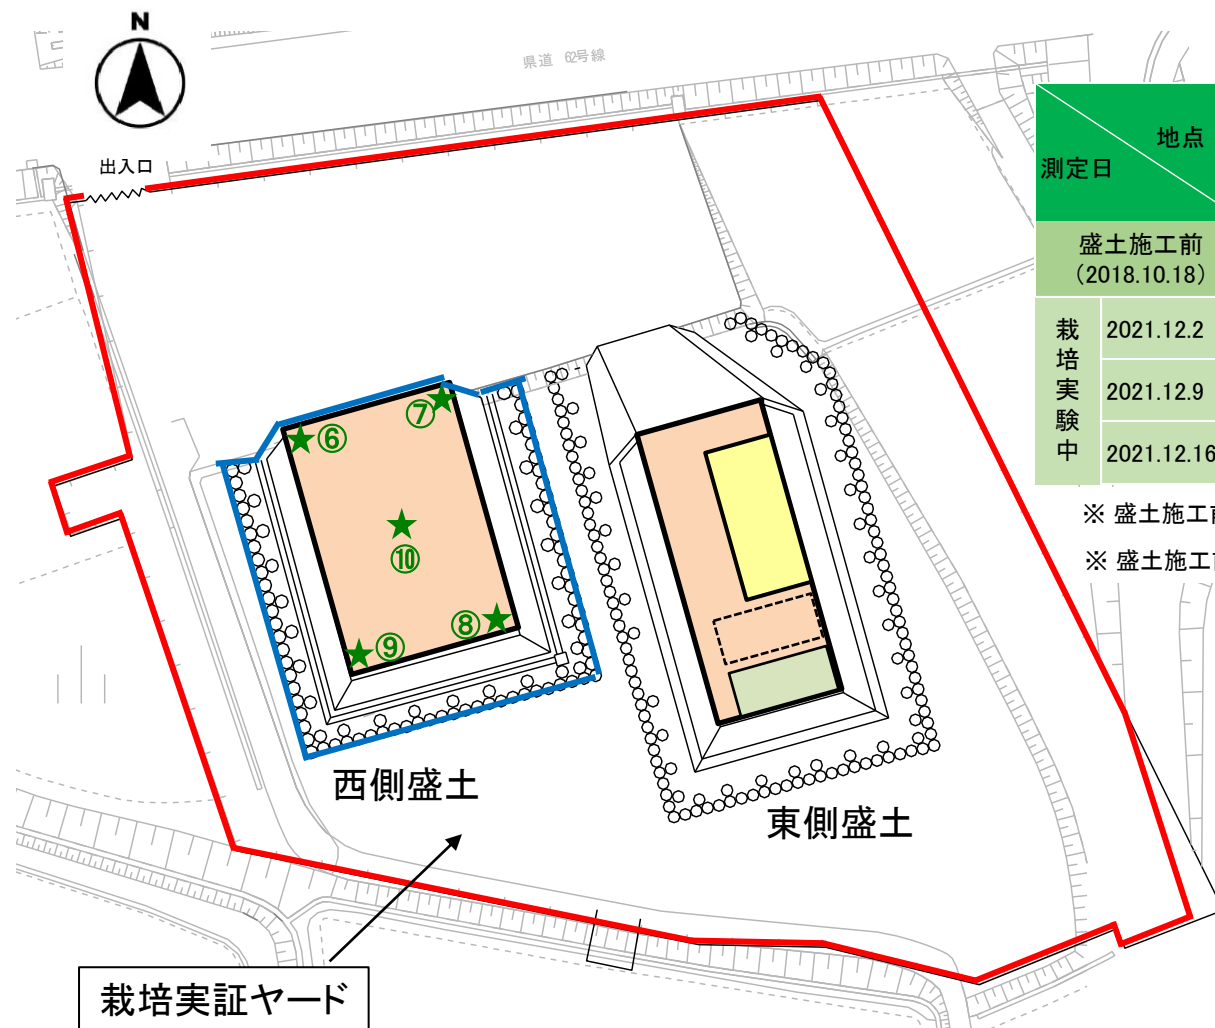 N
県道 62号線
出入口
地点
測定日
盛土施工前
（2018.10.18）
栽培実験中
2021.12.2
2021.12.9
2021.12.16
※ 盛土施工前
※ 盛土施工前
⑦
⑥
⑩
⑧
⑨
西側盛土
東側盛土
栽培実証ヤード